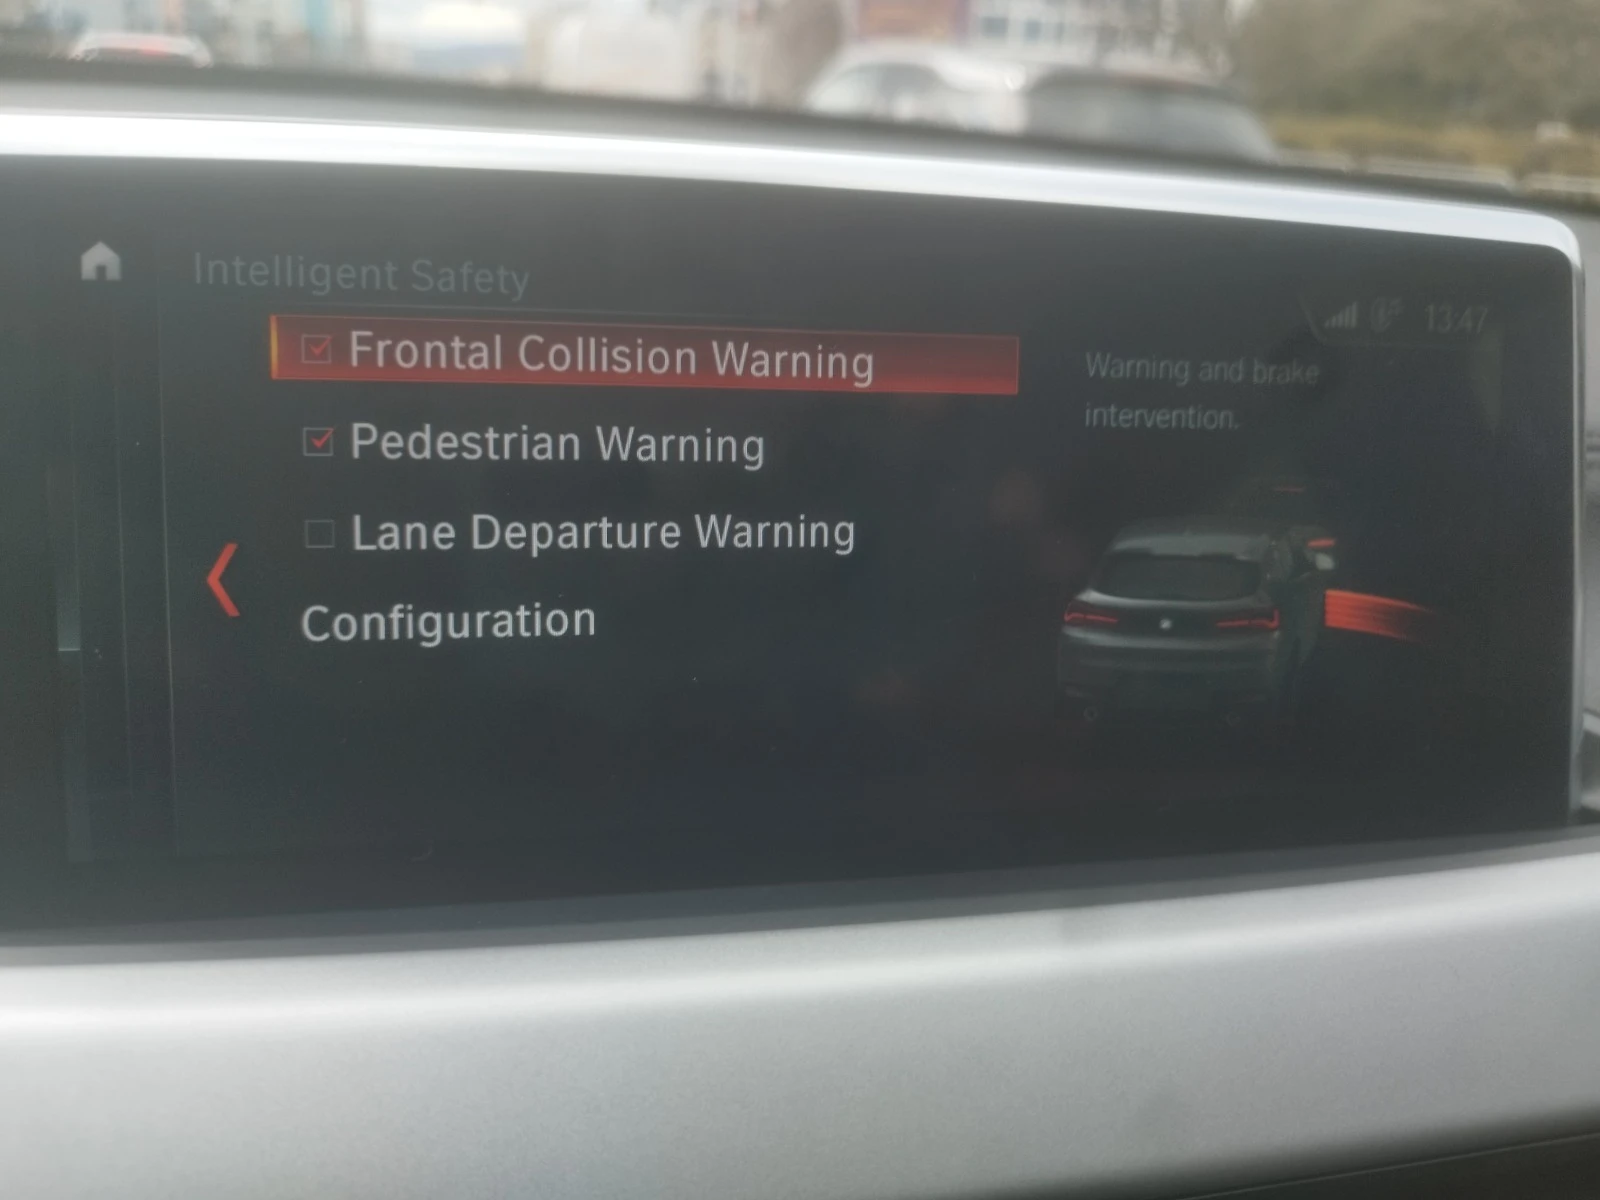 Intelligent Safety
13:47
Frontal Collision Warning
Pedestrian Warning
Lane Departure Warning
Configuration
Warning and brake
intervention.